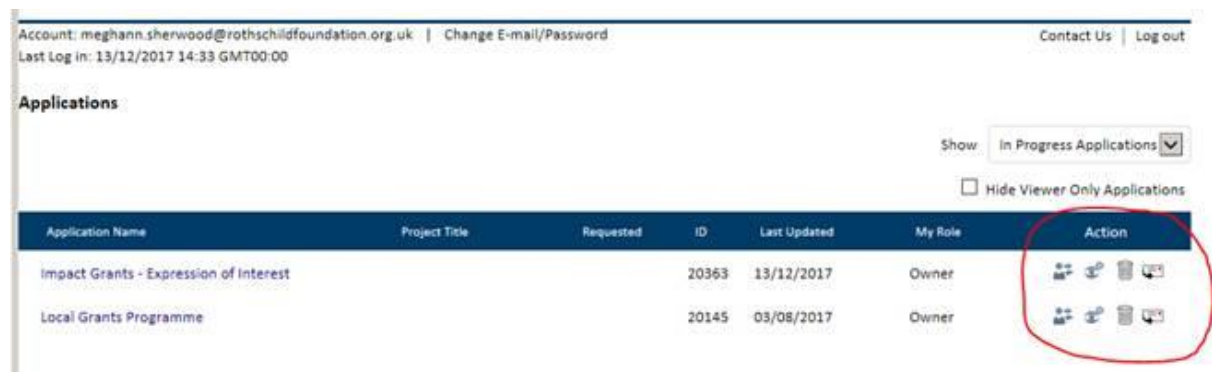 Account: meghann.sherwood@rothschildfoundation.org.uk | Change E-mail/Password Contact Us | Log out
Last Log in: 13/12/2017 14:33 GMT00:00
Applications
Show In Progress Applications
Hide Viewer Only Applications
Application Name Project Title Requested ID Last Updated My Role Action
Impact Grants - Expression of Interest 20363 13/12/2017 Owner
Local Grants Programme 20145 03/08/2017 Owner